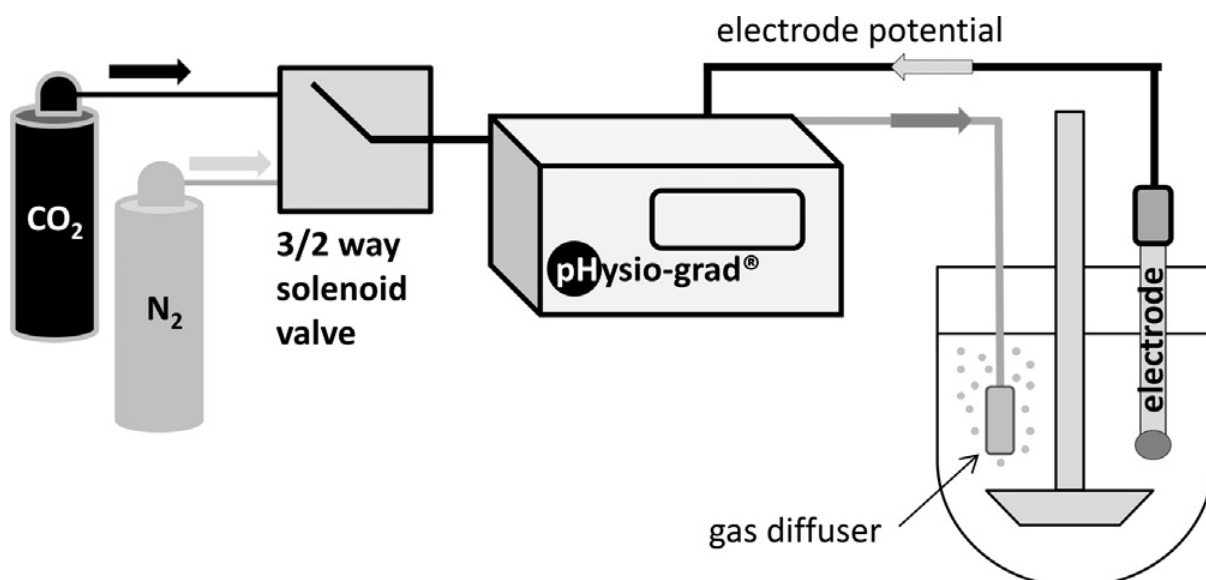 electrode potential
CO₂
N₂
3/2 way
solenoid
valve
pHysio-grad®
electrode
gas diffuser